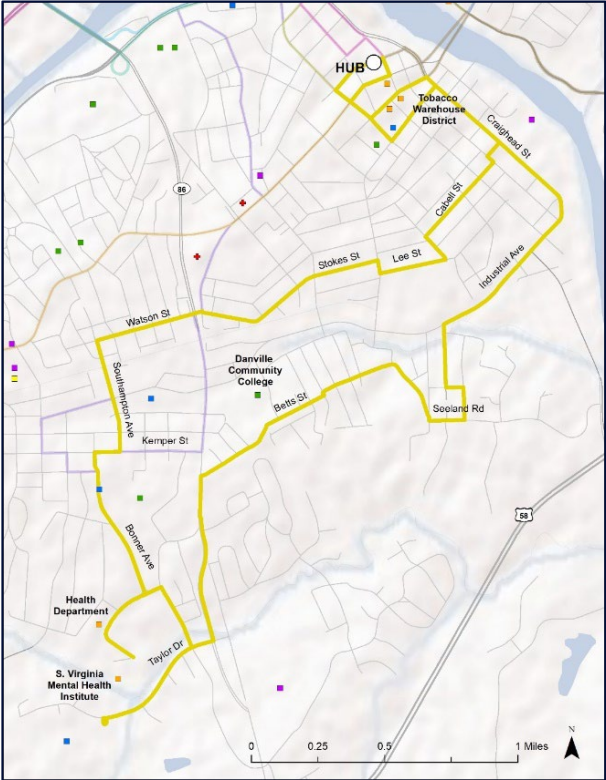 HUB
Tobacco
Warehouse
District
Craighead St
86
Cabell St
Stokes St
Lee St
Industrial Ave
Watson St
Danville
Community
College
Southampton Ave
Betts St
Seeland Rd
Kemper St
58
Bonner Ave
Health
Department
Taylor Dr
S. Virginia
Mental Health
Institute
N
0 0.25 0.5 1 Miles